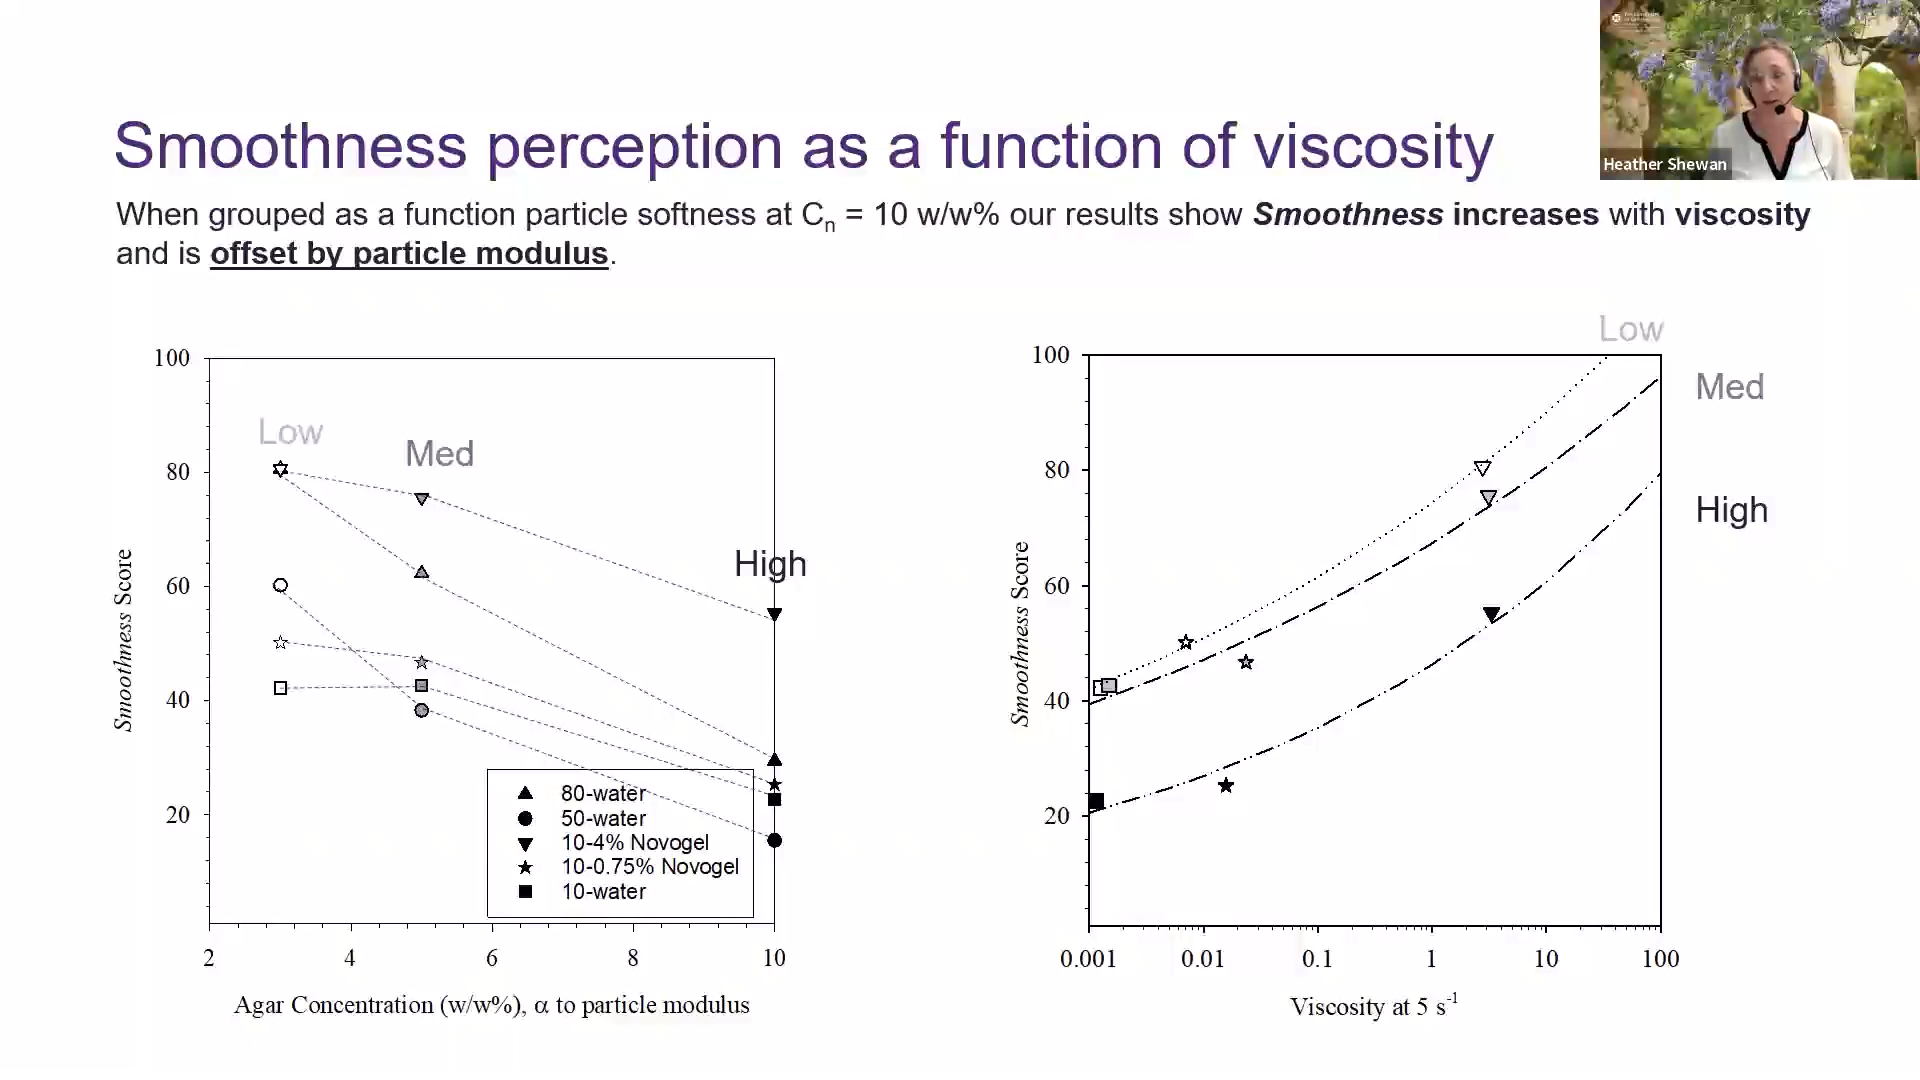 Heather Shewan
Smoothness perception as a function of viscosity
When grouped as a function particle softness at Cn = 10 w/w% our results show Smoothness increases with viscosity
and is offset by particle modulus.
100
80
60
40
20
2
4
6
8
10
Smoothness Score
Agar Concentration (w/w%), α to particle modulus
Low
Med
High
80-water
50-water
10-4% Novogel
10-0.75% Novogel
10-water
100
80
60
40
20
0.001
0.01
0.1
1
10
100
Smoothness Score
Viscosity at 5 s-1
Low
Med
High